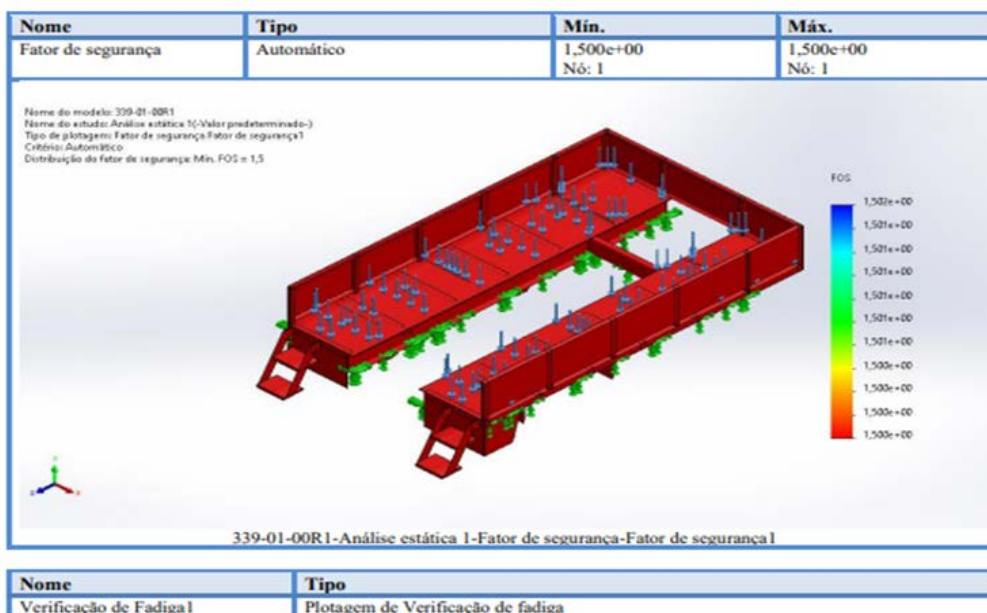 Nome Tipo Mín. Máx.
Fator de segurança Automático 1,500e+00 1,500e+00
Nó: 1 Nó: 1
Nome do modelo: 339-01-00R1
Nome do estudo: Análise estática 1(-Valor predeterminado-)
Tipo de plotagem: Fator de segurança Fator de segurança1
Critério: Automático
Distribuição do fator de segurança: Mín. FOS = 1,5
FOS
1,502e+00
1,501e+00
1,501e+00
1,501e+00
1,501e+00
1,501e+00
1,501e+00
1,500e+00
1,500e+00
1,500e+00
1,500e+00
339-01-00R1-Análise estática 1-Fator de segurança-Fator de segurança1
Nome Tipo
Verificação de Fadiga1 Plotagem de Verificação de fadiga